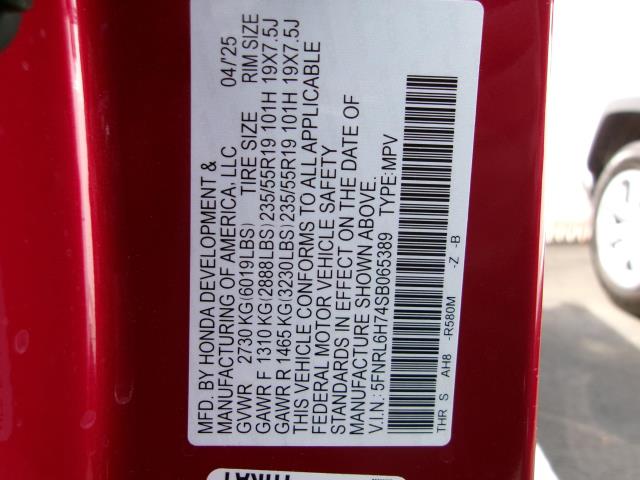 MFD. BY HONDA DEVELOPMENT &
MANUFACTURING OF AMERICA, LLC 04/'25
GVWR 2730 KG (6019LBS) TIRE SIZE RIM SIZE
GAWR F 1310 KG (2888LBS) 235/55R19 101H 19X7.5J
GAWR R 1465 KG (3230LBS) 235/55R19 101H 19X7.5J
THIS VEHICLE CONFORMS TO ALL APPLICABLE
FEDERAL MOTOR VEHICLE SAFETY
STANDARDS IN EFFECT ON THE DATE OF
MANUFACTURE SHOWN ABOVE.
V.I.N.: 5FNRL6H74SB065389 TYPE: MPV
THR S AH8 -R580M -Z -B